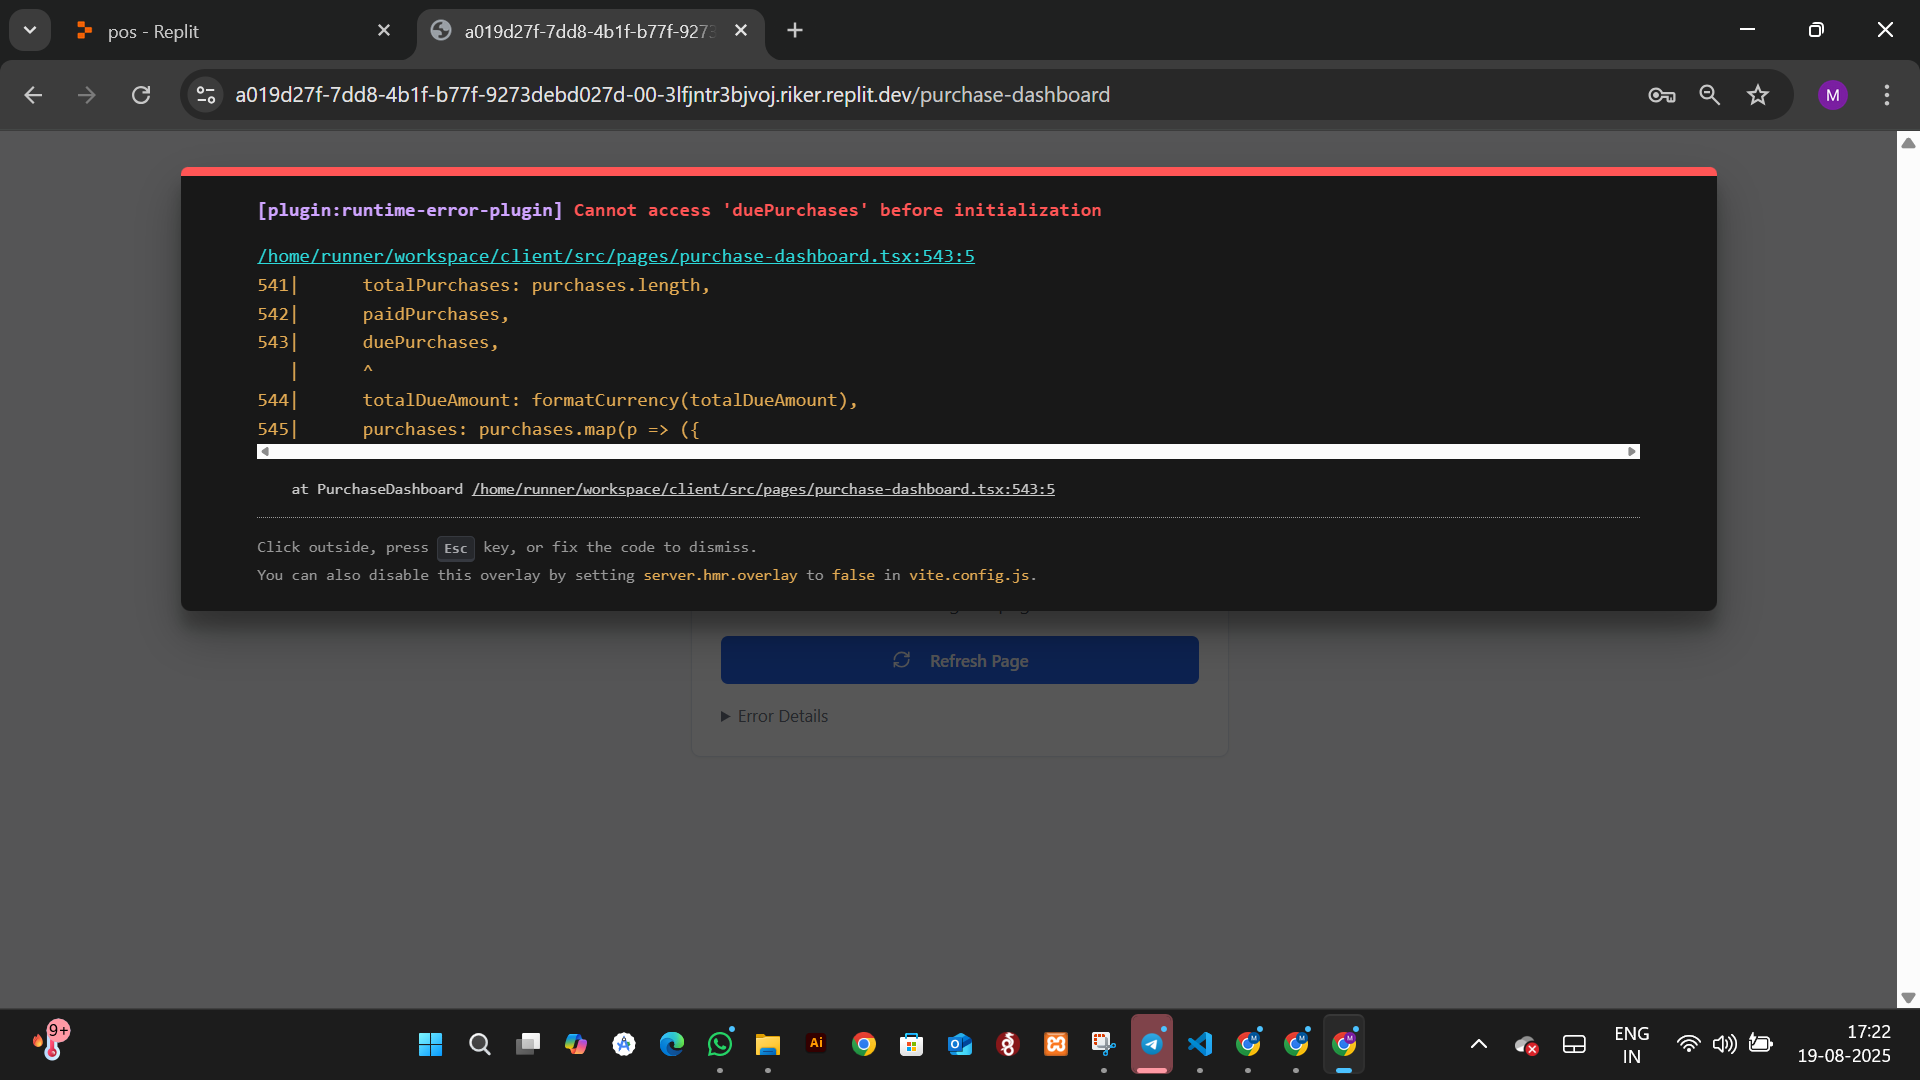 pos - Replit
a019d27f-7dd8-4b1f-b77f-9273
a019d27f-7dd8-4b1f-b77f-9273debd027d-00-3lfjntr3bjvoj.riker.replit.dev/purchase-dashboard
M
[plugin:runtime-error-plugin] Cannot access 'duePurchases' before initialization
/home/runner/workspace/client/src/pages/purchase-dashboard.tsx:543:5
541|      totalPurchases: purchases.length,
542|      paidPurchases,
543|      duePurchases,
   |      ^
544|      totalDueAmount: formatCurrency(totalDueAmount),
545|      purchases: purchases.map(p => ({
at PurchaseDashboard /home/runner/workspace/client/src/pages/purchase-dashboard.tsx:543:5
Click outside, press Esc key, or fix the code to dismiss.
You can also disable this overlay by setting server.hmr.overlay to false in vite.config.js.
Refresh Page
Error Details
9+
Ai
ENG
IN
17:22
19-08-2025